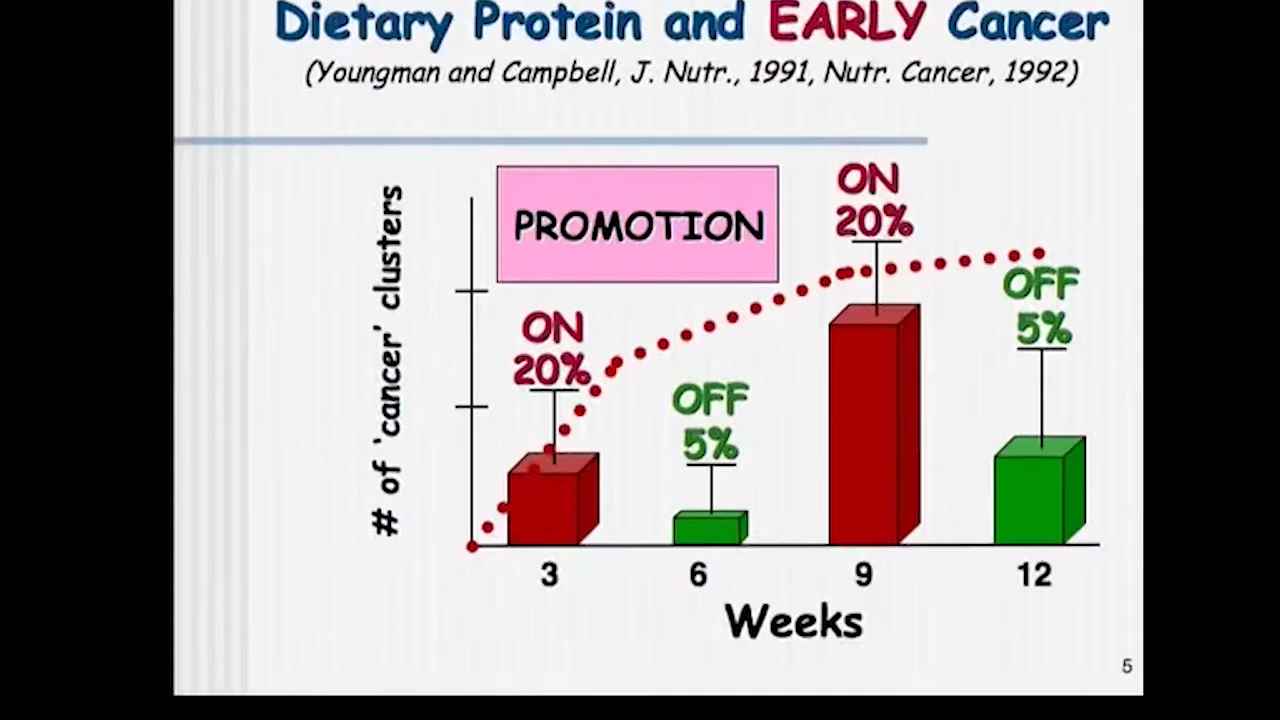 Dietary Protein and EARLY Cancer
(Youngman and Campbell, J. Nutr., 1991, Nutr. Cancer, 1992)
# of 'cancer' clusters
PROMOTION
ON
20%
OFF
5%
ON
20%
OFF
5%
3 6 9 12
Weeks
5